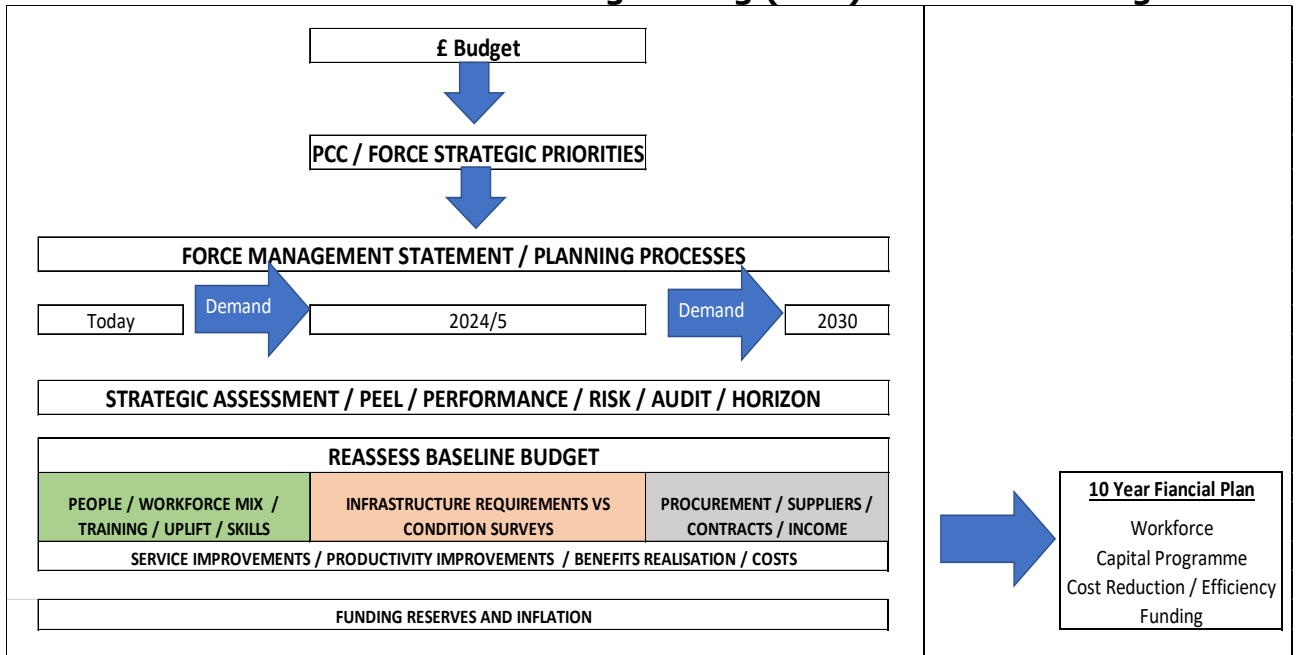 £ Budget
PCC / FORCE STRATEGIC PRIORITIES
FORCE MANAGEMENT STATEMENT / PLANNING PROCESSES
Today
Demand
2024/5
Demand
2030
STRATEGIC ASSESSMENT / PEEL / PERFORMANCE / RISK / AUDIT / HORIZON
REASSESS BASELINE BUDGET
PEOPLE / WORKFORCE MIX /
TRAINING / UPLIFT / SKILLS
INFRASTRUCTURE REQUIREMENTS VS
CONDITION SURVEYS
PROCUREMENT / SUPPLIERS /
CONTRACTS / INCOME
SERVICE IMPROVEMENTS / PRODUCTIVITY IMPROVEMENTS / BENEFITS REALISATION / COSTS
FUNDING RESERVES AND INFLATION
10 Year Fiancial Plan
Workforce
Capital Programme
Cost Reduction / Efficiency
Funding